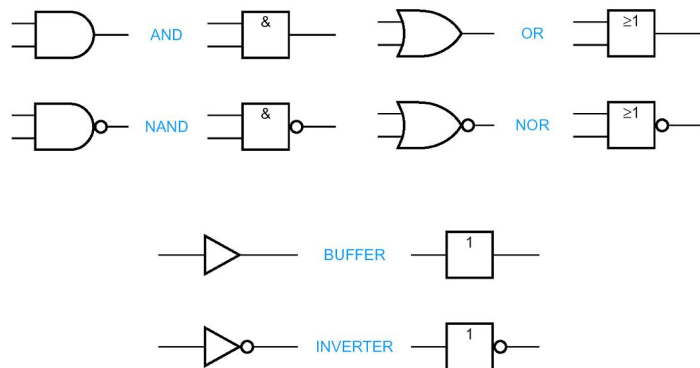 AND & OR ≥1
NAND & NOR ≥1
BUFFER 1
INVERTER 1